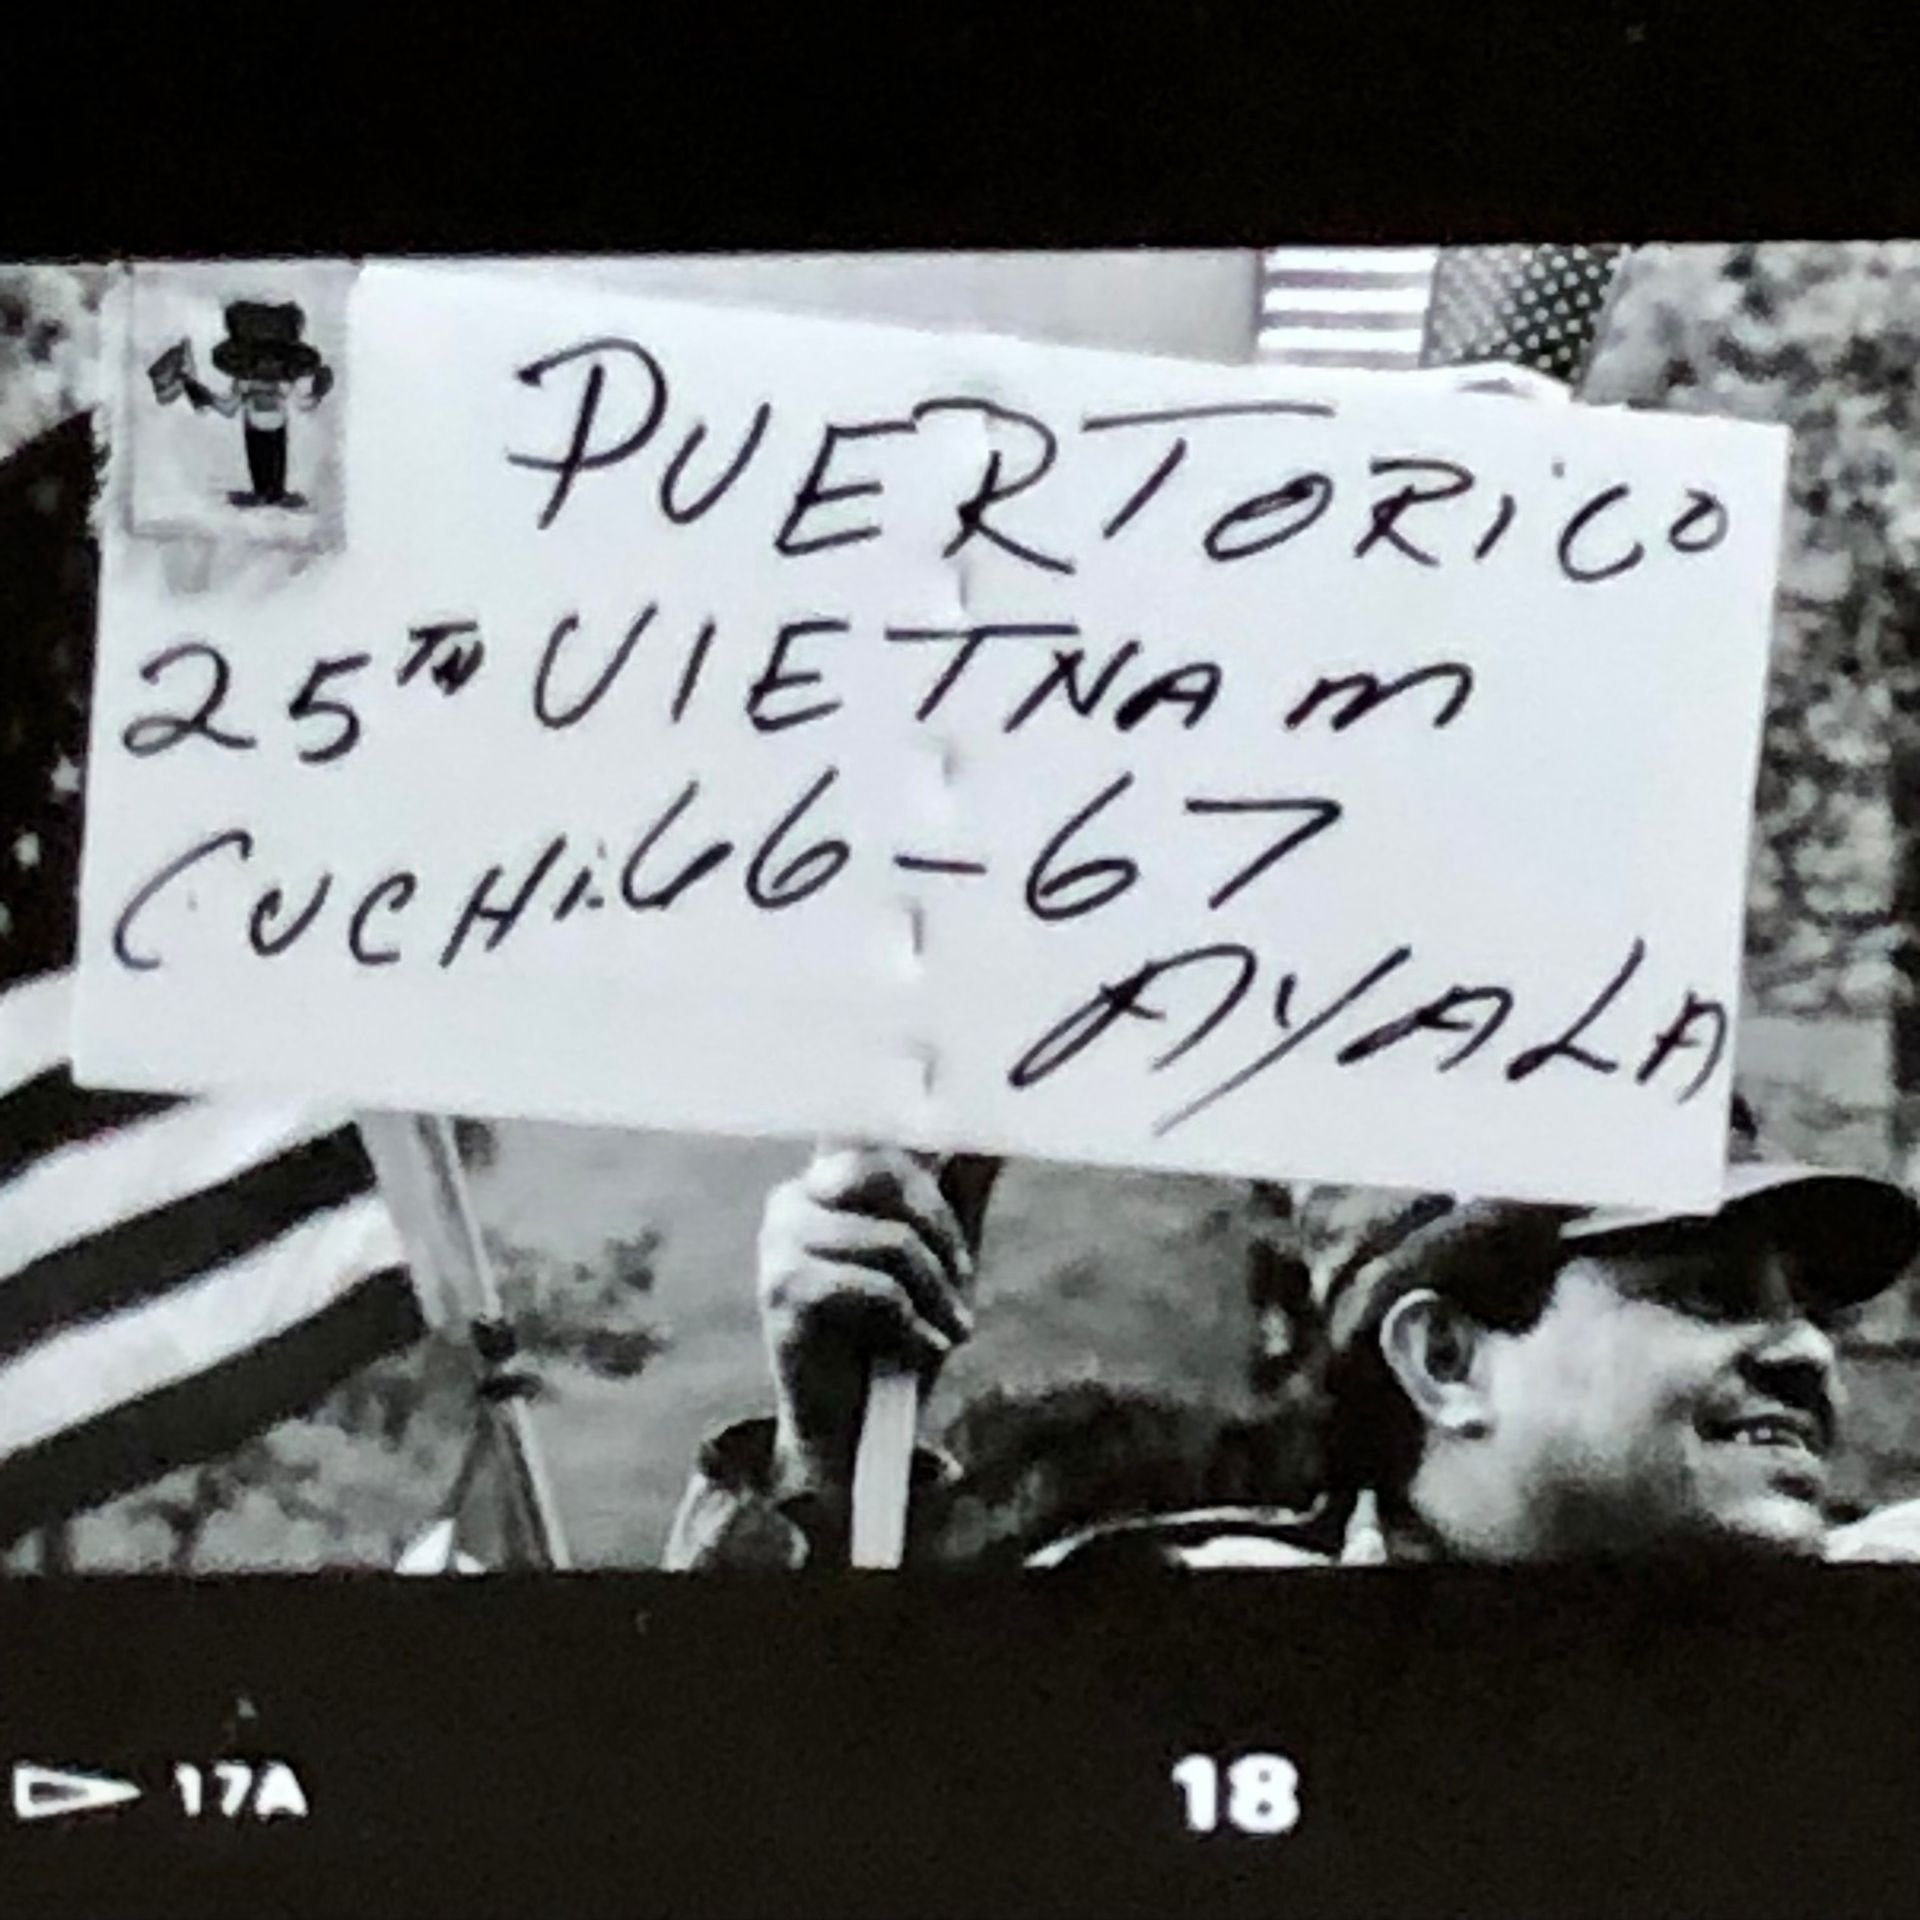 PUERTORiCO
25TH VIETNAM
CUCHi.66-67
AYALA
17A 18